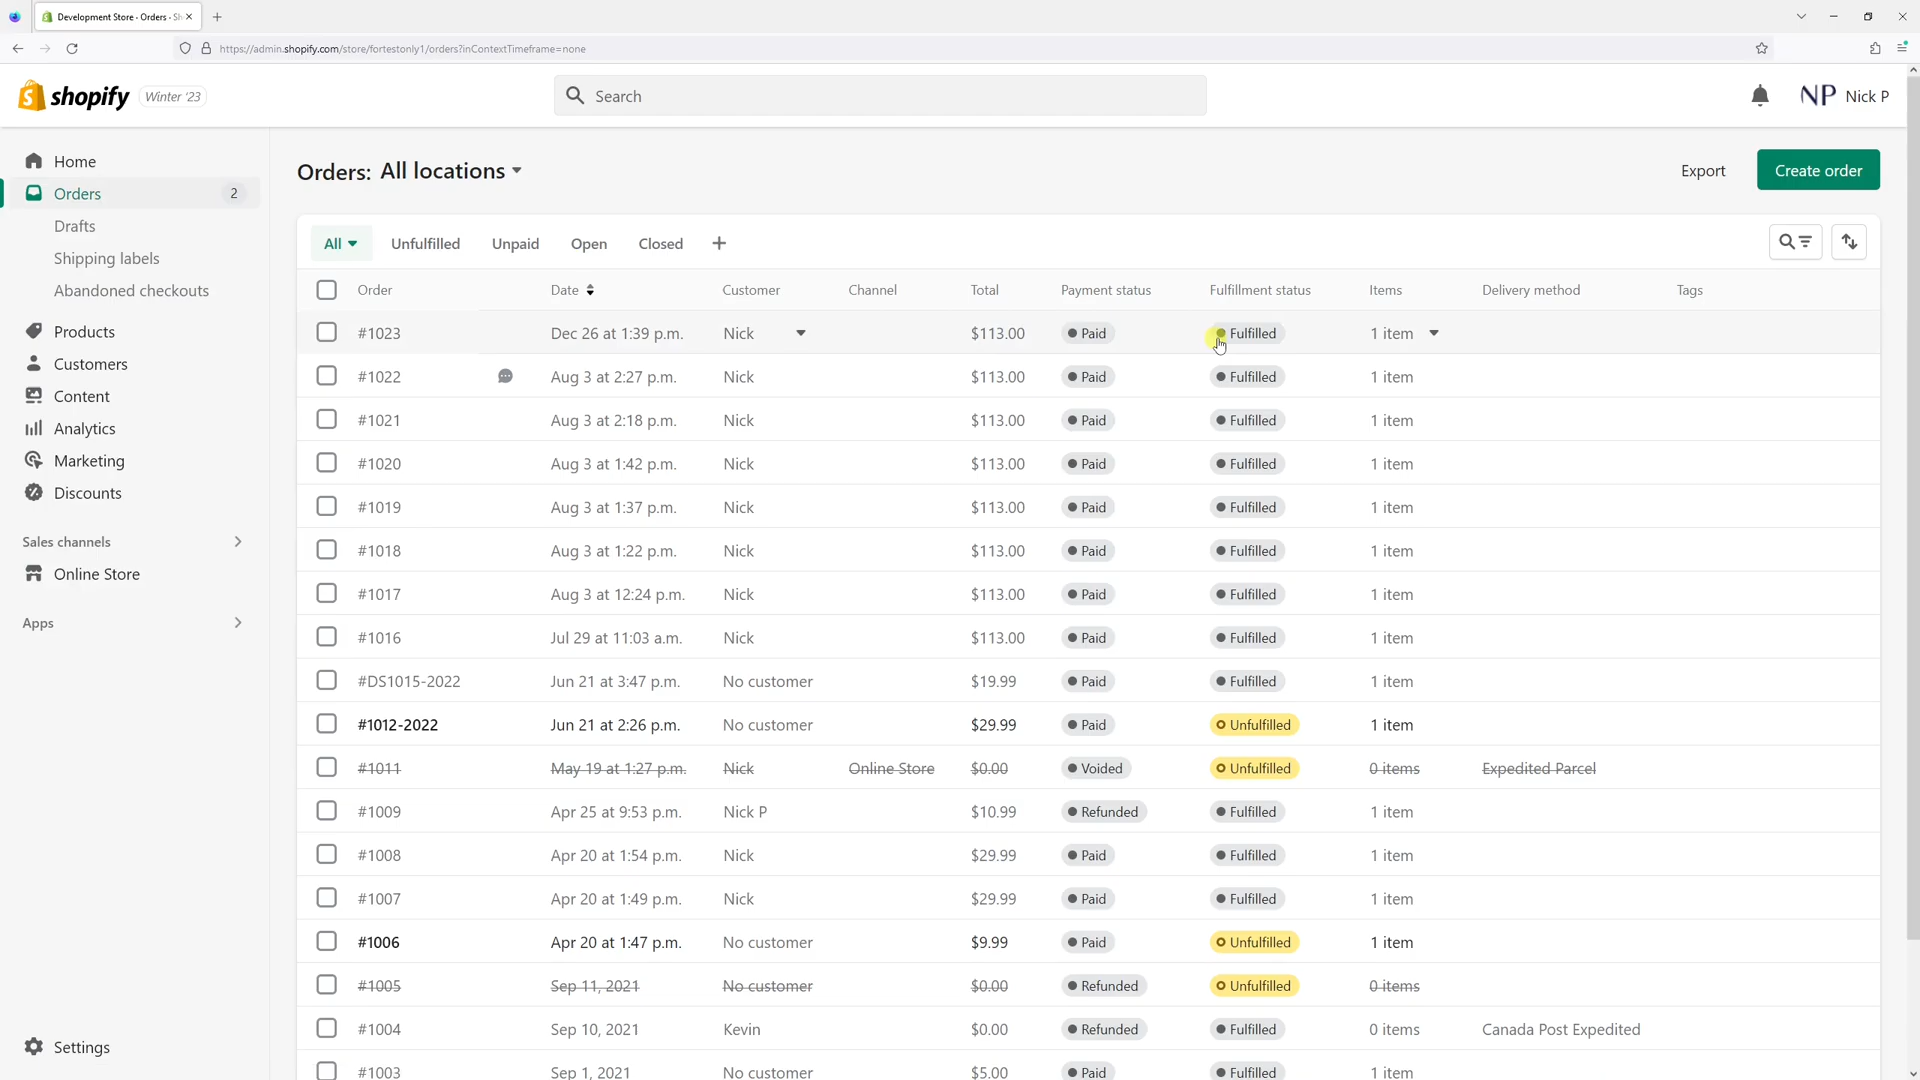 Development Store · Orders · Sh
https://admin.shopify.com/store/fortestonly1/orders?inContextTimeframe=none
shopify Winter '23 Search NP Nick P
Home
Orders 2
Drafts
Shipping labels
Abandoned checkouts
Products
Customers
Content
Analytics
Marketing
Discounts
Sales channels
Online Store
Apps
Settings
Orders: All locations Export Create order
All Unfulfilled Unpaid Open Closed
Order Date Customer Channel Total Payment status Fulfillment status Items Delivery method Tags
#1023 Dec 26 at 1:39 p.m. Nick $113.00 Paid Fulfilled 1 item
#1022 Aug 3 at 2:27 p.m. Nick $113.00 Paid Fulfilled 1 item
#1021 Aug 3 at 2:18 p.m. Nick $113.00 Paid Fulfilled 1 item
#1020 Aug 3 at 1:42 p.m. Nick $113.00 Paid Fulfilled 1 item
#1019 Aug 3 at 1:37 p.m. Nick $113.00 Paid Fulfilled 1 item
#1018 Aug 3 at 1:22 p.m. Nick $113.00 Paid Fulfilled 1 item
#1017 Aug 3 at 12:24 p.m. Nick $113.00 Paid Fulfilled 1 item
#1016 Jul 29 at 11:03 a.m. Nick $113.00 Paid Fulfilled 1 item
#DS1015-2022 Jun 21 at 3:47 p.m. No customer $19.99 Paid Fulfilled 1 item
#1012-2022 Jun 21 at 2:26 p.m. No customer $29.99 Paid Unfulfilled 1 item
#1011 May 19 at 1:27 p.m. Nick Online Store $0.00 Voided Unfulfilled 0 items Expedited Parcel
#1009 Apr 25 at 9:53 p.m. Nick P $10.99 Refunded Fulfilled 1 item
#1008 Apr 20 at 1:54 p.m. Nick $29.99 Paid Fulfilled 1 item
#1007 Apr 20 at 1:49 p.m. Nick $29.99 Paid Fulfilled 1 item
#1006 Apr 20 at 1:47 p.m. No customer $9.99 Paid Unfulfilled 1 item
#1005 Sep 11, 2021 No customer $0.00 Refunded Unfulfilled 0 items
#1004 Sep 10, 2021 Kevin $0.00 Refunded Fulfilled 0 items Canada Post Expedited
#1003 Sep 1, 2021 No customer $5.00 Paid Fulfilled 1 item